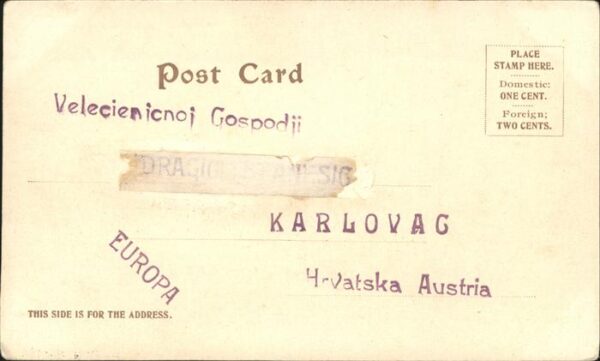 PLACE
STAMP HERE.
Domestic:
ONE CENT.
Foreign;
TWO CENTS.
Post Card
Velecienicnoj Gospodji
KARLOVAG
EUROPA
Hrvatska Austria
THIS SIDE IS FOR THE ADDRESS.